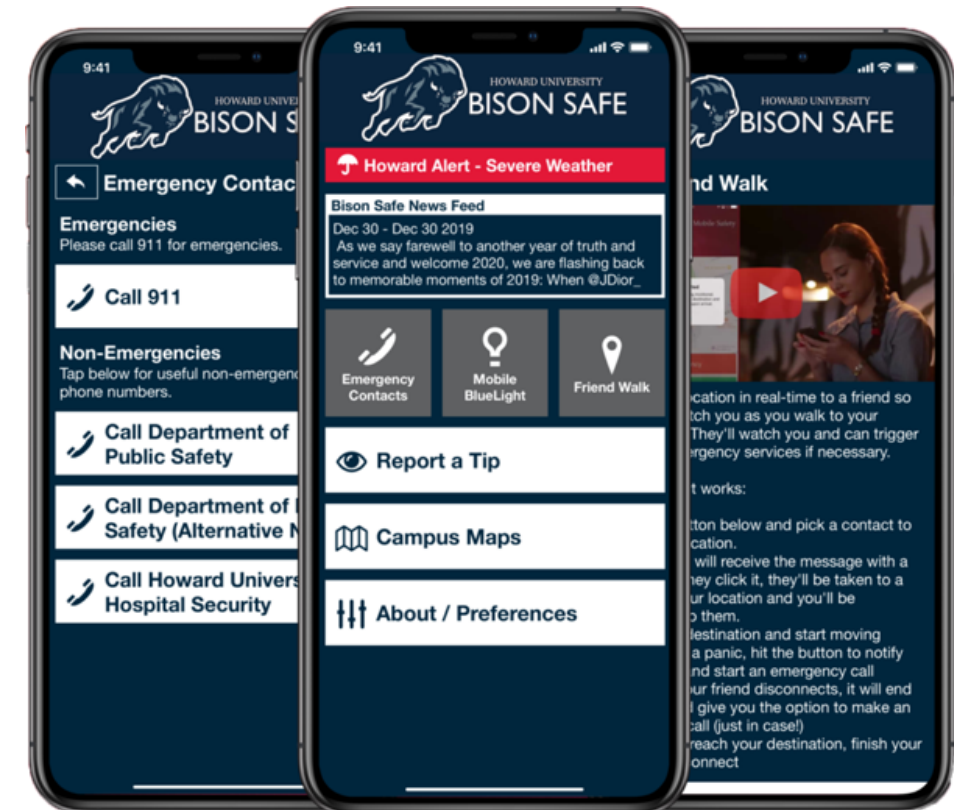 9:41
HOWARD UNIVE
BISON S
Emergency Contac
Emergencies
Please call 911 for emergencies.
Call 911
Non-Emergencies
Tap below for useful non-emergen
phone numbers.
Call Department of
Public Safety
Call Department of
Safety (Alternative
Call Howard Univers
Hospital Security
9:41
HOWARD UNIVERSITY
BISON SAFE
Howard Alert - Severe Weather
Bison Safe News Feed
Dec 30 - Dec 30 2019
As we say farewell to another year of truth and
service and welcome 2020, we are flashing back
to memorable moments of 2019: When @JDior_
Emergency
Contacts
Mobile
BlueLight
Friend Walk
Report a Tip
Campus Maps
About / Preferences
HOWARD UNIVERSITY
BISON SAFE
nd Walk
Mobile Safety
ocation in real-time to a friend so
tch you as you walk to your
They'll watch you and can trigger
ergency services if necessary.
t works:
tton below and pick a contact to
cation.
will receive the message with a
hey click it, they'll be taken to a
ur location and you'll be
o them.
destination and start moving
a panic, hit the button to notify
and start an emergency call
ur friend disconnects, it will end
give you the option to make an
call (just in case!)
reach your destination, finish your
onnect